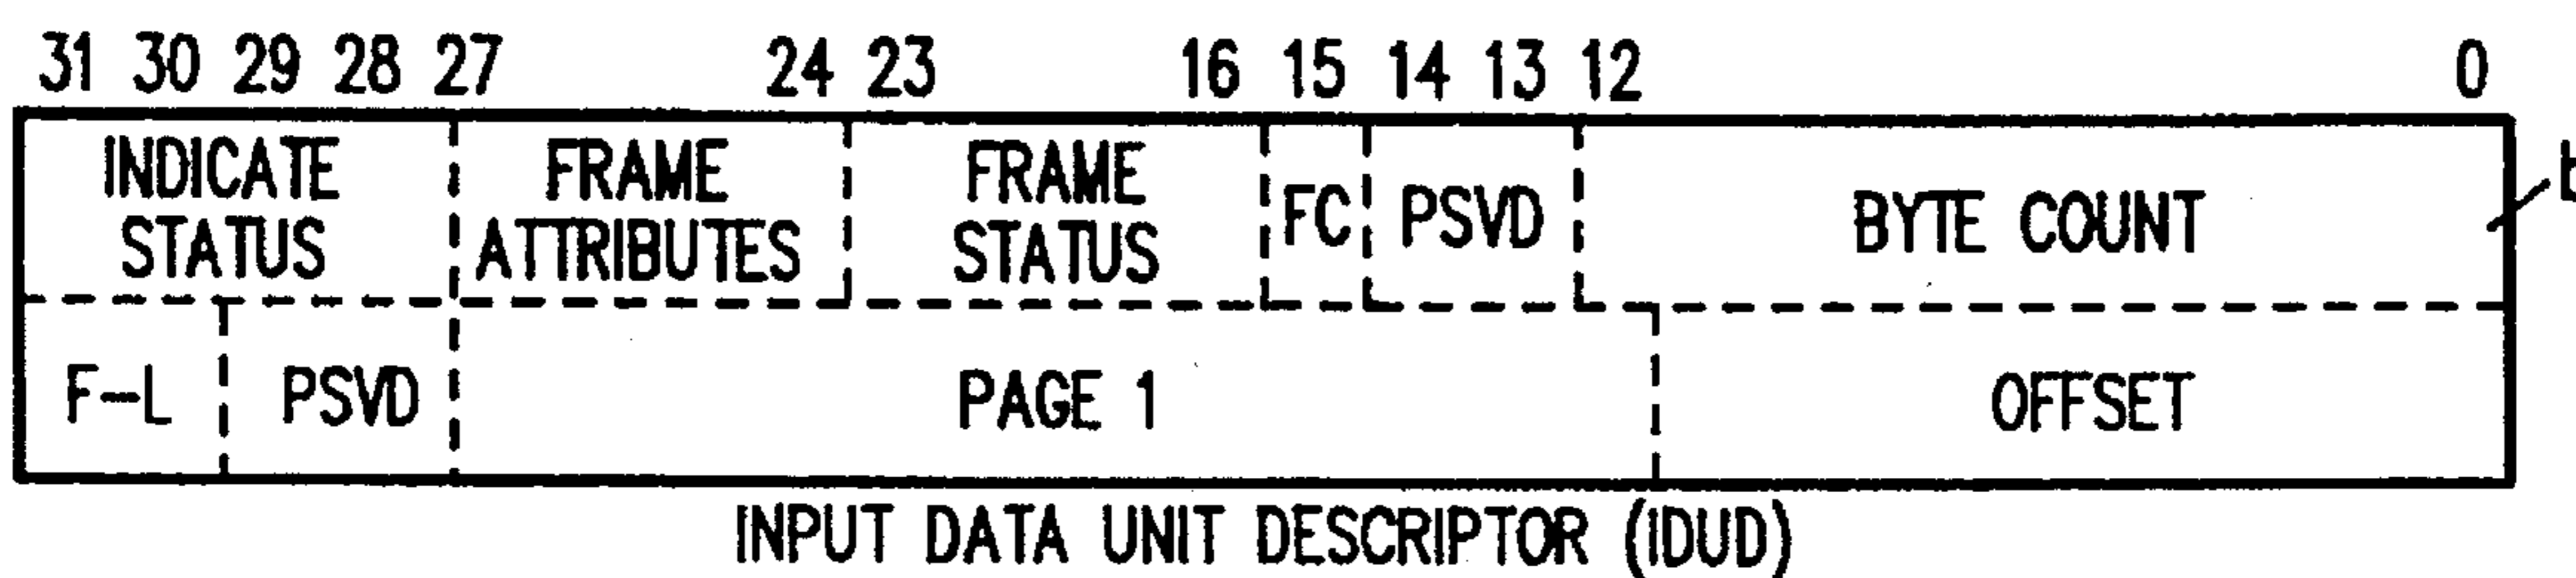 31 30 29 28 27 24 23 16 15 14 13 12 0
INDICATE STATUS FRAME ATTRIBUTES FRAME STATUS FC PSVD BYTE COUNT
F-L PSVD PAGE 1 OFFSET
INPUT DATA UNIT DESCRIPTOR (IDUD)